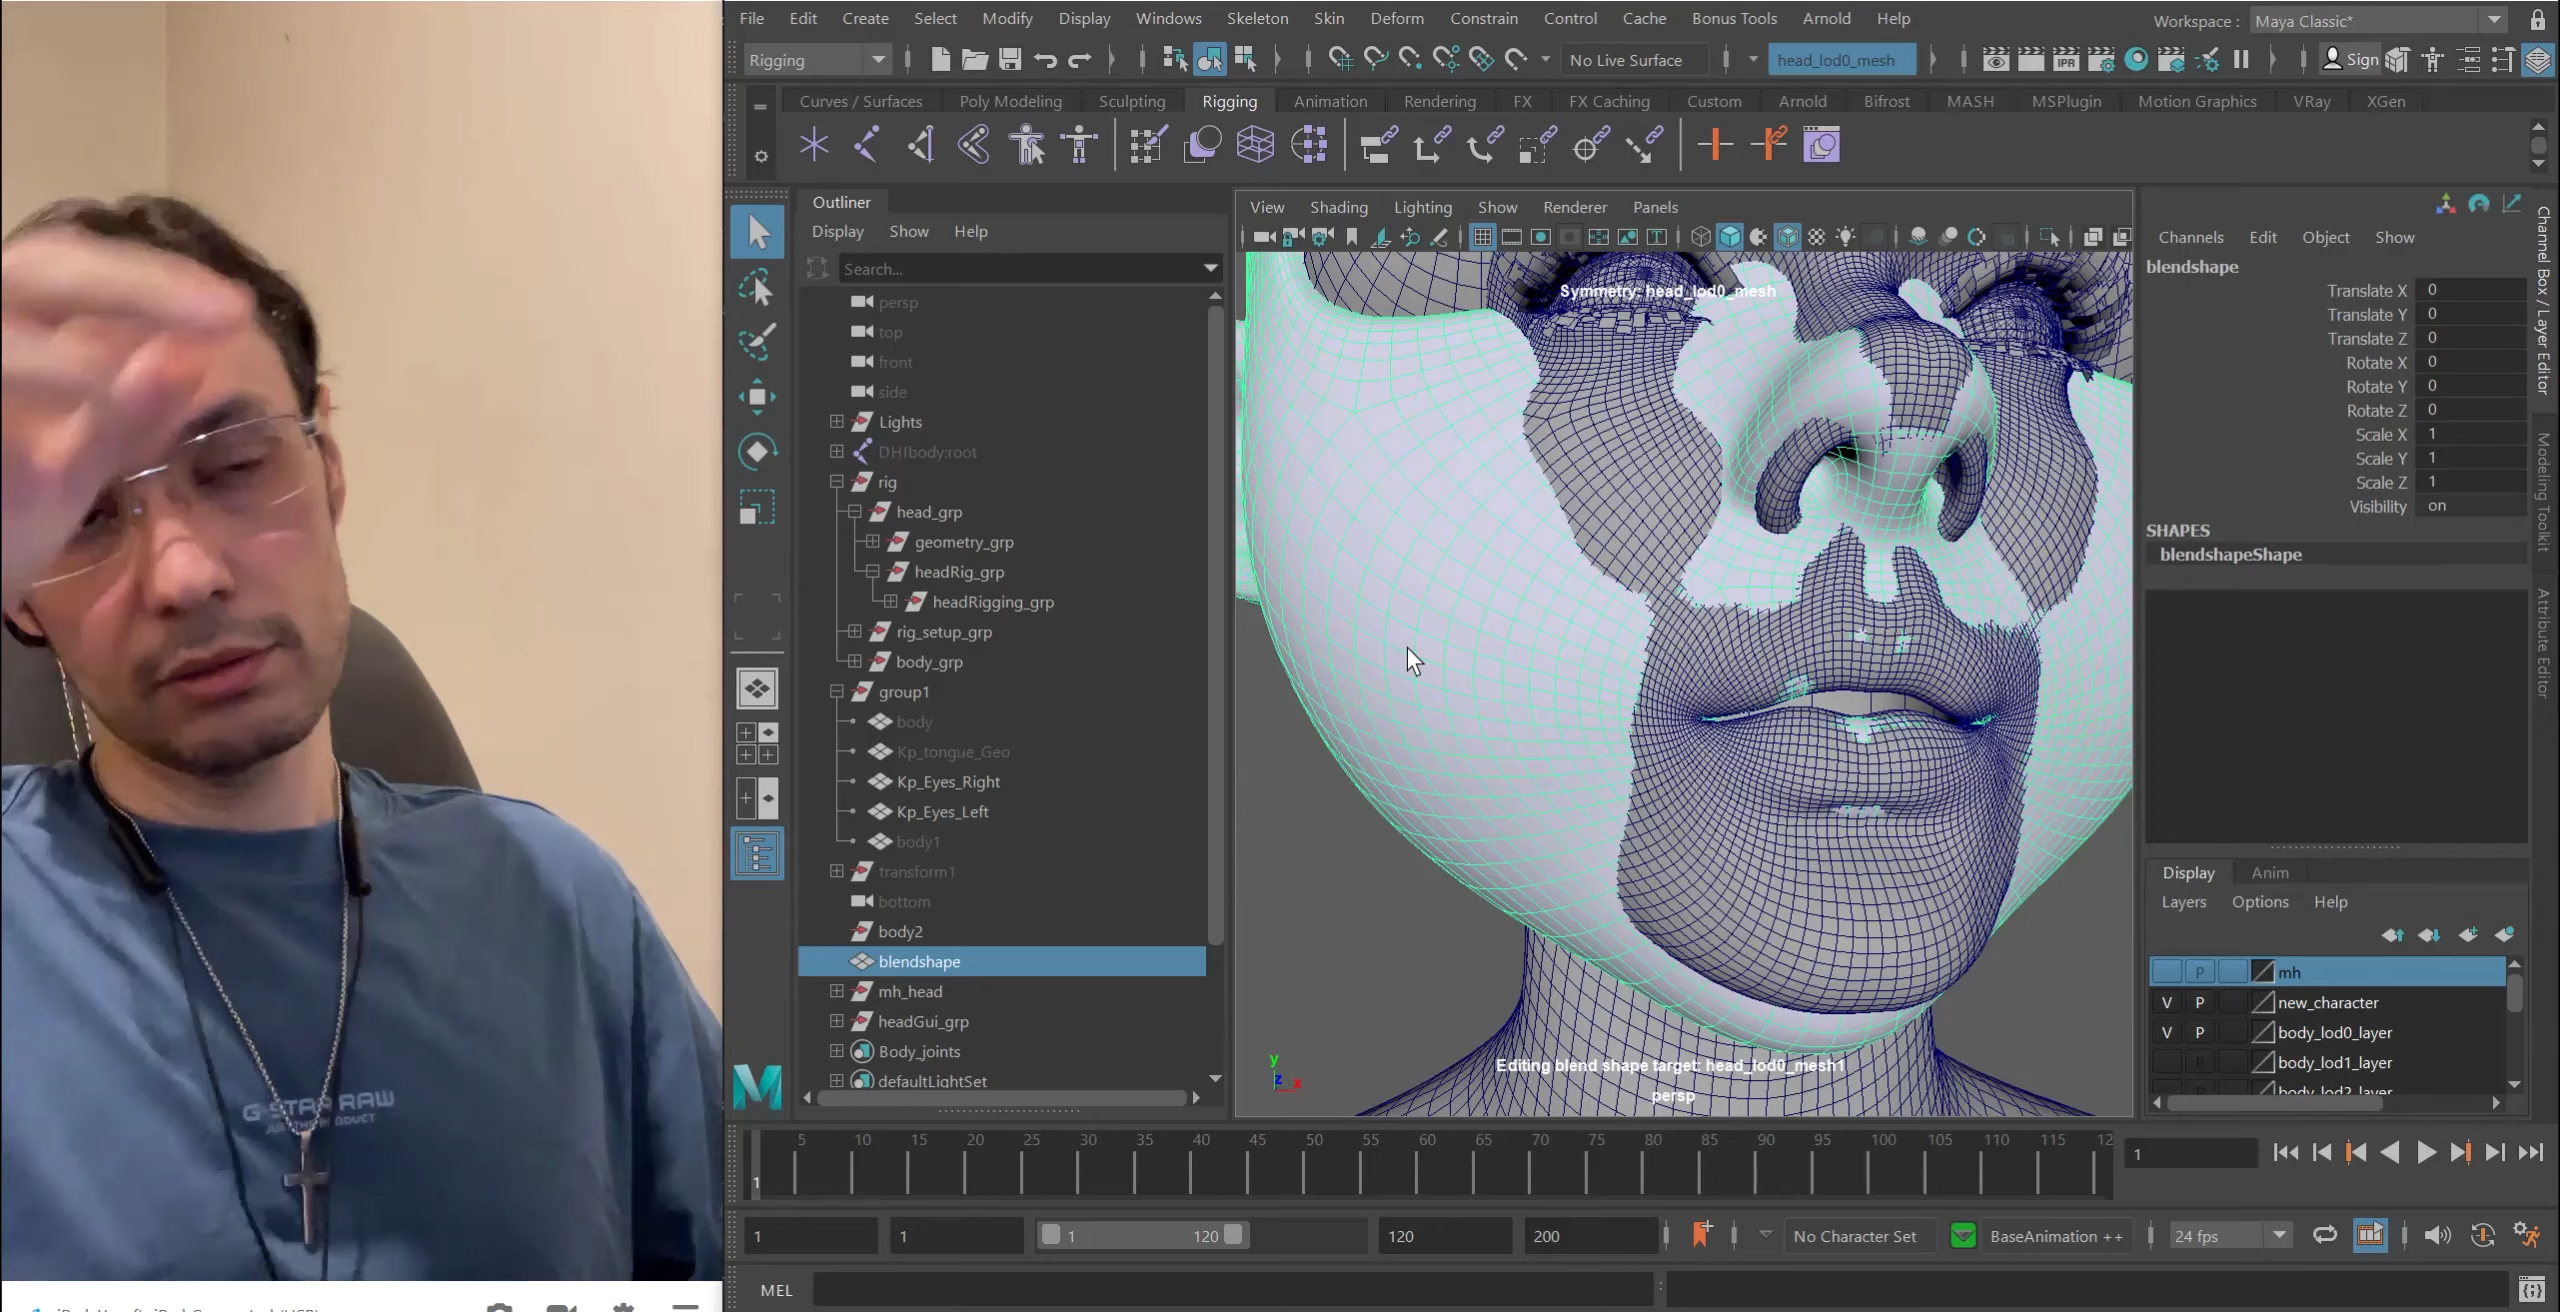 File Edit Create Select Modify Display Windows Skeleton Skin Deform Constrain Control Cache Bonus Tools Arnold Help
Workspace : Maya Classic*
Rigging
No Live Surface
head_lod0_mesh
IPR
Sign
Curves / Surfaces Poly Modeling Sculpting Rigging Animation Rendering FX FX Caching Custom Arnold Bifrost MASH MSPlugin Motion Graphics VRay XGen
Outliner
Display Show Help
Search...
persp
top
front
side
Lights
DHIbody:root
rig
head_grp
geometry_grp
headRig_grp
headRigging_grp
rig_setup_grp
body_grp
group1
body
Kp_tongue_Geo
Kp_Eyes_Right
Kp_Eyes_Left
body1
transform1
bottom
body2
blendshape
mh_head
headGui_grp
Body_joints
defaultLightSet
View Shading Lighting Show Renderer Panels
Symmetry: head_lod0_mesh
Editing blend shape target: head_lod0_mesh1
persp
y
z x
Channels Edit Object Show
blendshape
Translate X 0
Translate Y 0
Translate Z 0
Rotate X 0
Rotate Y 0
Rotate Z 0
Scale X 1
Scale Y 1
Scale Z 1
Visibility on
SHAPES
blendshapeShape
Channel Box / Layer Editor
Modeling Toolkit
Attribute Editor
Display Anim
Layers Options Help
P mh
V P new_character
V P body_lod0_layer
P body_lod1_layer
P body_lod2_layer
M
G-STAR RAW
5 10 15 20 25 30 35 40 45 50 55 60 65 70 75 80 85 90 95 100 105 110 115 12
1
1
1 1 1 120 120 200 No Character Set BaseAnimation ++ 24 fps
MEL